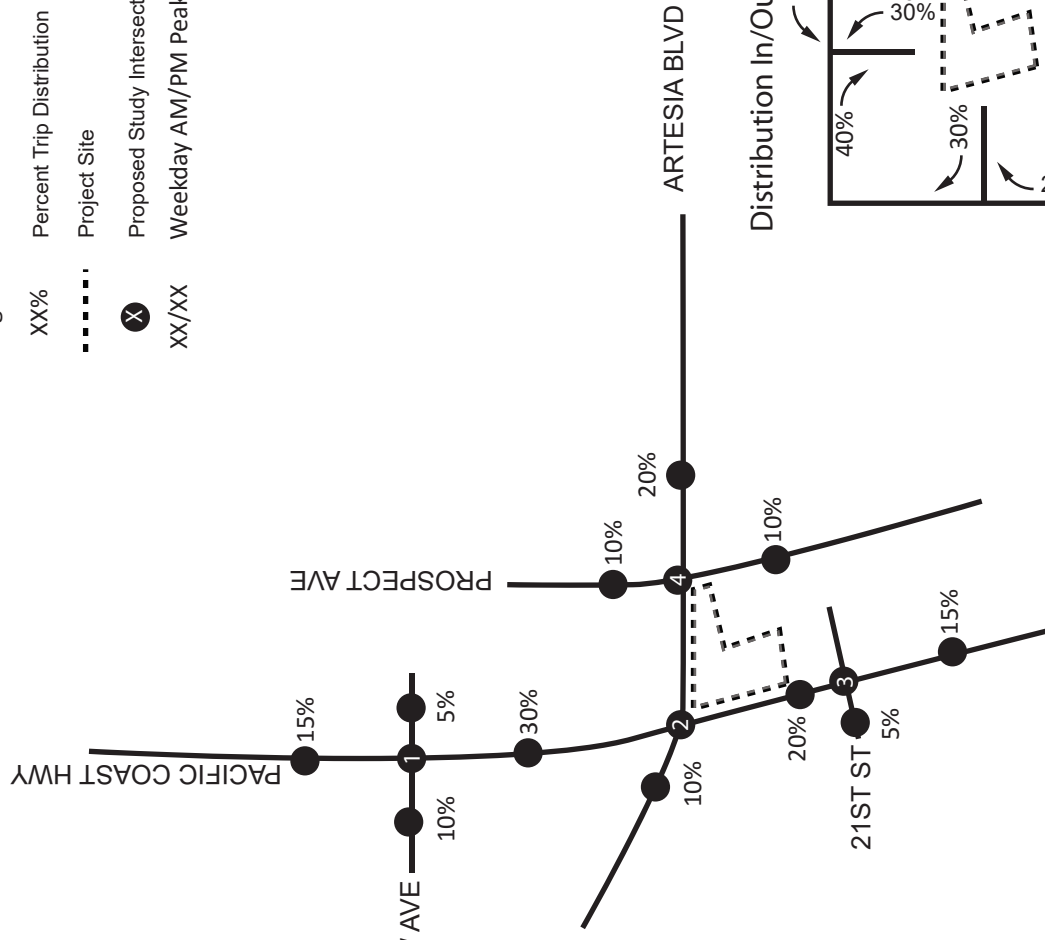 XX% Percent Trip Distribution
Project Site
X Proposed Study Intersect
XX/XX Weekday AM/PM Peak
PACIFIC COAST HWY
15%
1
10%
5%
AVE
30%
PROSPECT AVE
10%
4
20%
ARTESIA BLVD
10%
2
10%
20%
3
5%
21ST ST
15%
Distribution In/Ou
30%
40%
30%